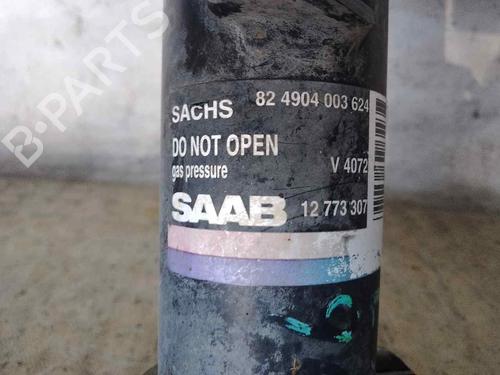 B-PARTS
SACHS 82 4904 003 624
DO NOT OPEN
gas pressure V 4072
SAAB 12 773 307